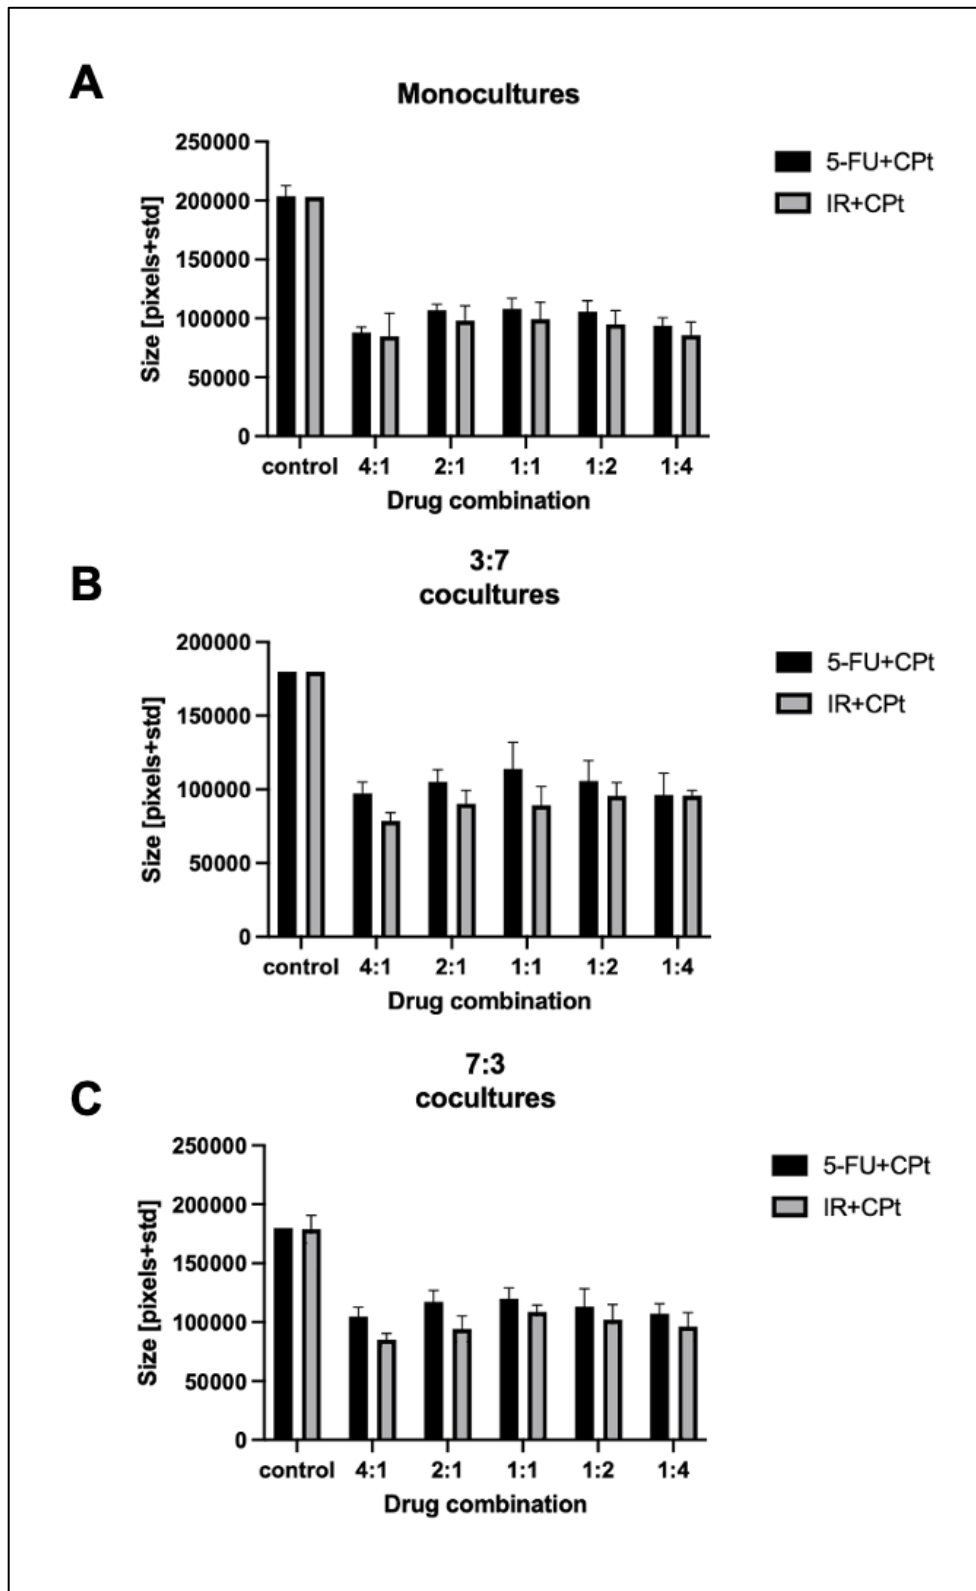 A
Monocultures
250000
200000
150000
100000
50000
0
Size [pixels+std]
control 4:1 2:1 1:1 1:2 1:4
Drug combination
5-FU+CPt
IR+CPt
B
3:7
cocultures
200000
150000
100000
50000
0
Size [pixels+std]
control 4:1 2:1 1:1 1:2 1:4
Drug combination
5-FU+CPt
IR+CPt
C
7:3
cocultures
250000
200000
150000
100000
50000
0
Size [pixels+std]
control 4:1 2:1 1:1 1:2 1:4
Drug combination
5-FU+CPt
IR+CPt